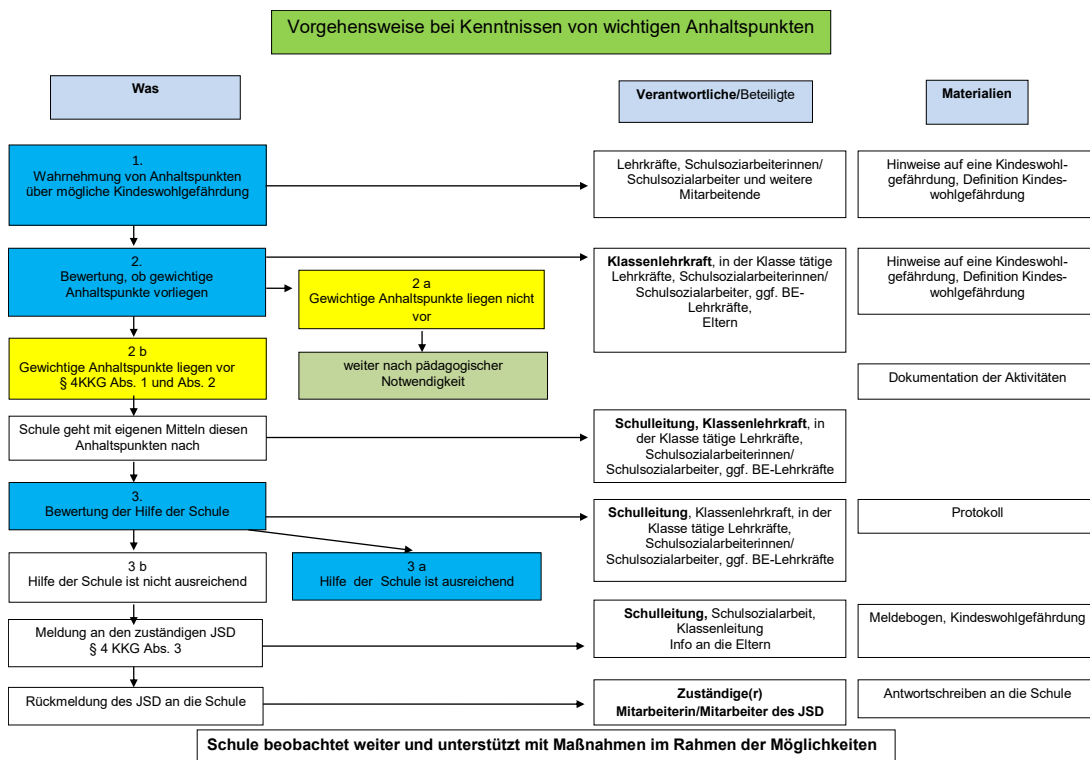 Vorgehensweise bei Kenntnissen von wichtigen Anhaltspunkten
Was
Verantwortliche/Beteiligte
Materialien
1.
Wahrnehmung von Anhaltspunkten
über mögliche Kindeswohlgefährdung
Lehrkräfte, Schulsoziarbeiterinnen/
Schulsozialarbeiter und weitere
Mitarbeitende
Hinweise auf eine Kindeswohl-
gefährdung, Definition Kindes-
wohlgefährdung
2.
Bewertung, ob gewichtige
Anhaltspunkte vorliegen
2 a
Gewichtige Anhaltspunkte liegen nicht
vor
Klassenlehrkraft, in der Klasse tätige
Lehrkräfte, Schulsozialarbeiterinnen/
Schulsozialarbeiter, ggf. BE-
Lehrkräfte,
Eltern
Hinweise auf eine Kindeswohl-
gefährdung, Definition Kindes-
wohlgefährdung
2 b
Gewichtige Anhaltspunkte liegen vor
§ 4KKG Abs. 1 und Abs. 2
weiter nach pädagogischer
Notwendigkeit
Dokumentation der Aktivitäten
Schule geht mit eigenen Mitteln diesen
Anhaltspunkten nach
Schulleitung, Klassenlehrkraft, in
der Klasse tätige Lehrkräfte,
Schulsozialarbeiterinnen/
Schulsozialarbeiter, ggf. BE-Lehrkräfte
3.
Bewertung der Hilfe der Schule
Schulleitung, Klassenlehrkraft, in der
Klasse tätige Lehrkräfte,
Schulsozialarbeiterinnen/
Schulsozialarbeiter, ggf. BE-Lehrkräfte
Protokoll
3 b
Hilfe der Schule ist nicht ausreichend
3 a
Hilfe der Schule ist ausreichend
Meldung an den zuständigen JSD
§ 4 KKG Abs. 3
Schulleitung, Schulsozialarbeit,
Klassenleitung
Info an die Eltern
Meldebogen, Kindeswohlgefährdung
Rückmeldung des JSD an die Schule
Zuständige(r)
Mitarbeiterin/Mitarbeiter des JSD
Antwortschreiben an die Schule
Schule beobachtet weiter und unterstützt mit Maßnahmen im Rahmen der Möglichkeiten